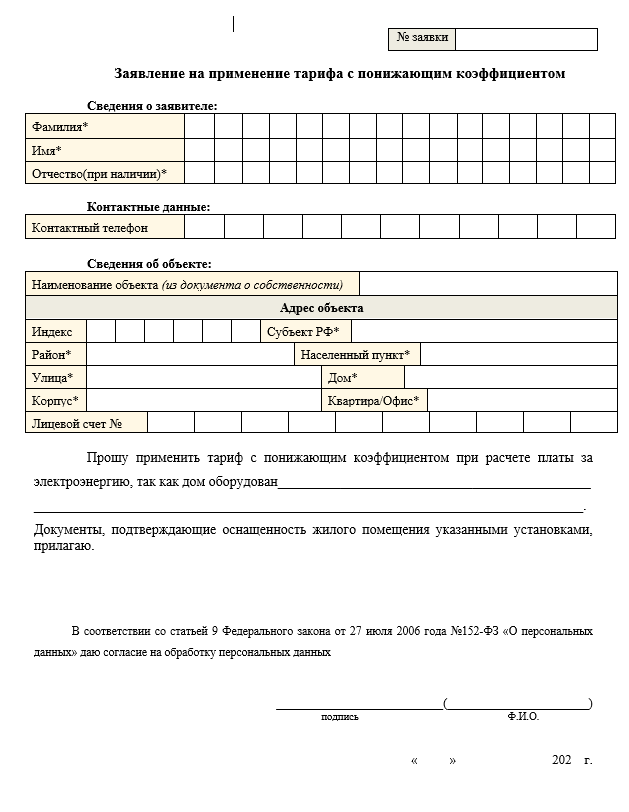 № заявки
Заявление на применение тарифа с понижающим коэффициентом
Сведения о заявителе:
Фамилия*
Имя*
Отчество(при наличии)*
Контактные данные:
Контактный телефон
Сведения об объекте:
Наименование объекта (из документа о собственности)
Адрес объекта
Индекс Субъект РФ*
Район* Населенный пункт*
Улица* Дом*
Корпус* Квартира/Офис*
Лицевой счет №
Прошу применить тариф с понижающим коэффициентом при расчете платы за
электроэнергию, так как дом оборудован________________________________________________
____________________________________________________________________________________.
Документы, подтверждающие оснащенность жилого помещения указанными установками,
прилагаю.
В соответствии со статьей 9 Федерального закона от 27 июля 2006 года №152-ФЗ «О персональных
данных» даю согласие на обработку персональных данных
__________________________(______________________)
подпись Ф.И.О.
« » 202 г.